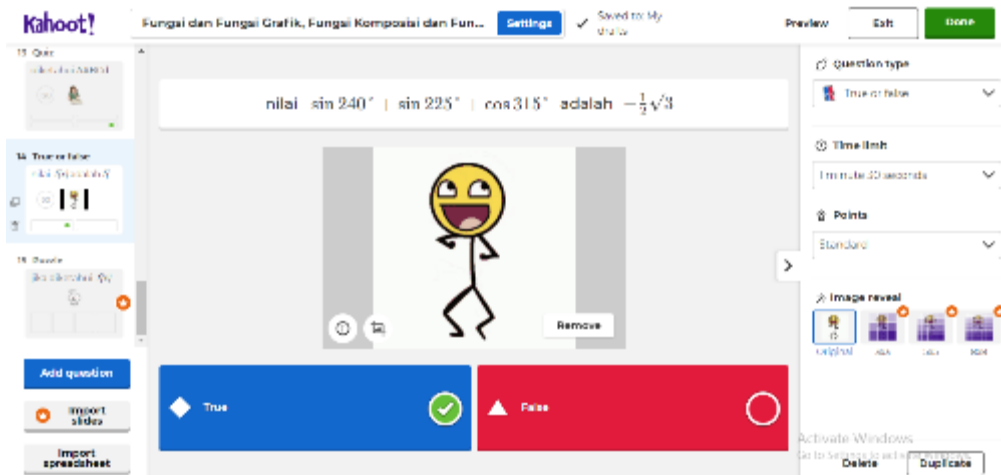 Kahoot!
Fungsi dan Fungsi Grafik, Fungsi Komposisi dan Fun...
Settings
Saved to: My drafts
Preview
Exit
Done
13 Quiz
14 True or false
15 Puzzle
Add question
Import slides
Import spreadsheet
nilai sin 240° + sin 225° + cos 315° adalah −½√3
Remove
True
False
Question type
True or false
Time limit
1 minute 30 seconds
Points
Standard
Image reveal
Original
Activate Windows
Delete
Duplicate